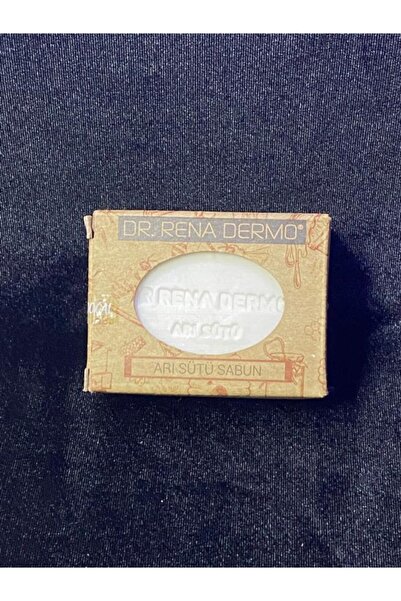 DR. RENA DERMO®
RENA DERMO
ARI SÜTÜ
ARI SÜTÜ SABUN